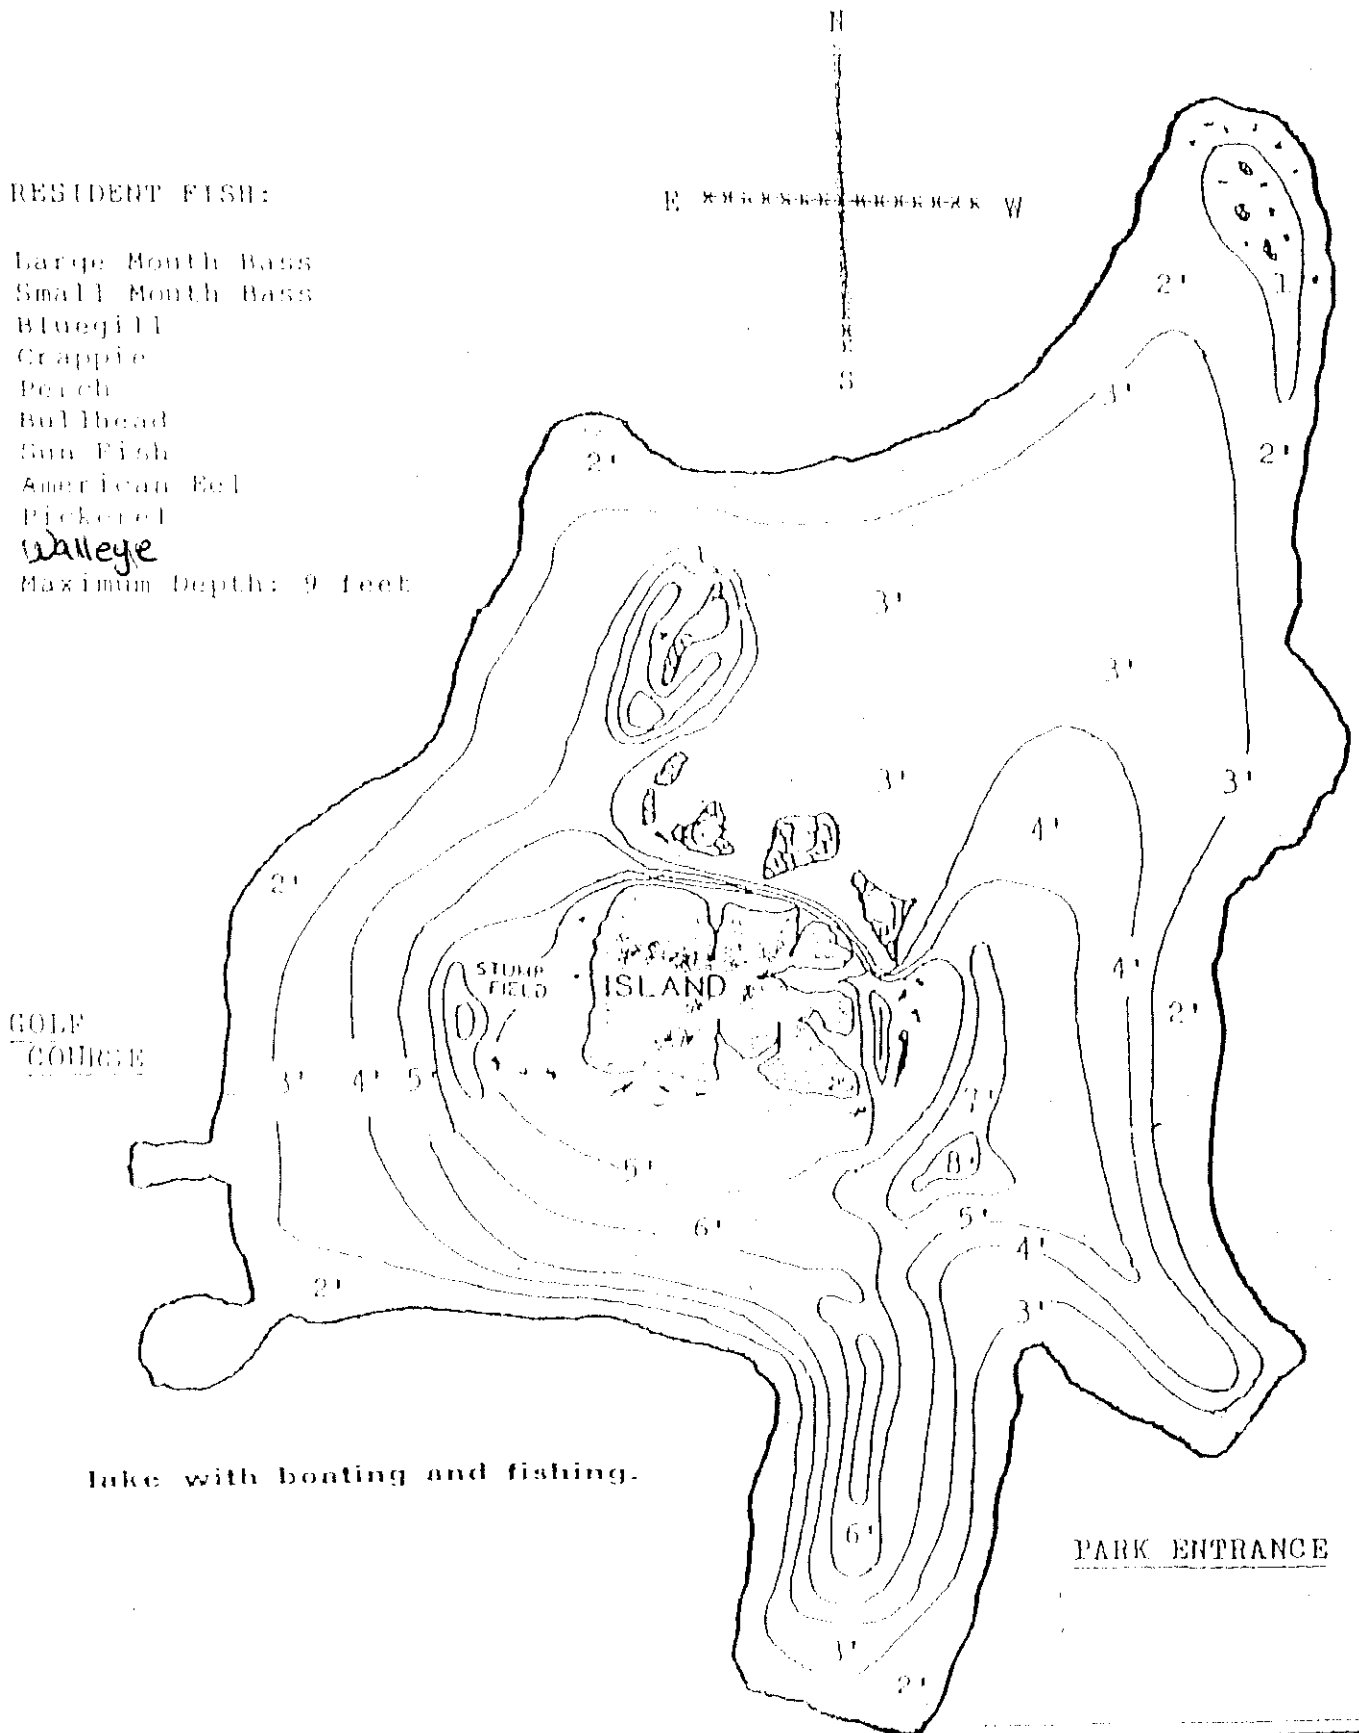 N
RESIDENT FISH:
E W
Large Mouth Bass
Small Mouth Bass
Bluegill
Crappie
Perch
Bullhead
Sun Fish
American Eel
Pickerel
Walleye
Maximum Depth: 9 feet
S
2' 1
3'
2'
2'
3'
3'
3'
3'
4'
2'
STUMP
FIELD
ISLAND
4'
2'
GOLF
COURSE
3' 4' 5'
7'
8'
6'
5'
6'
4'
2'
3'
lake with boating and fishing.
6'
PARK ENTRANCE
3'
2'